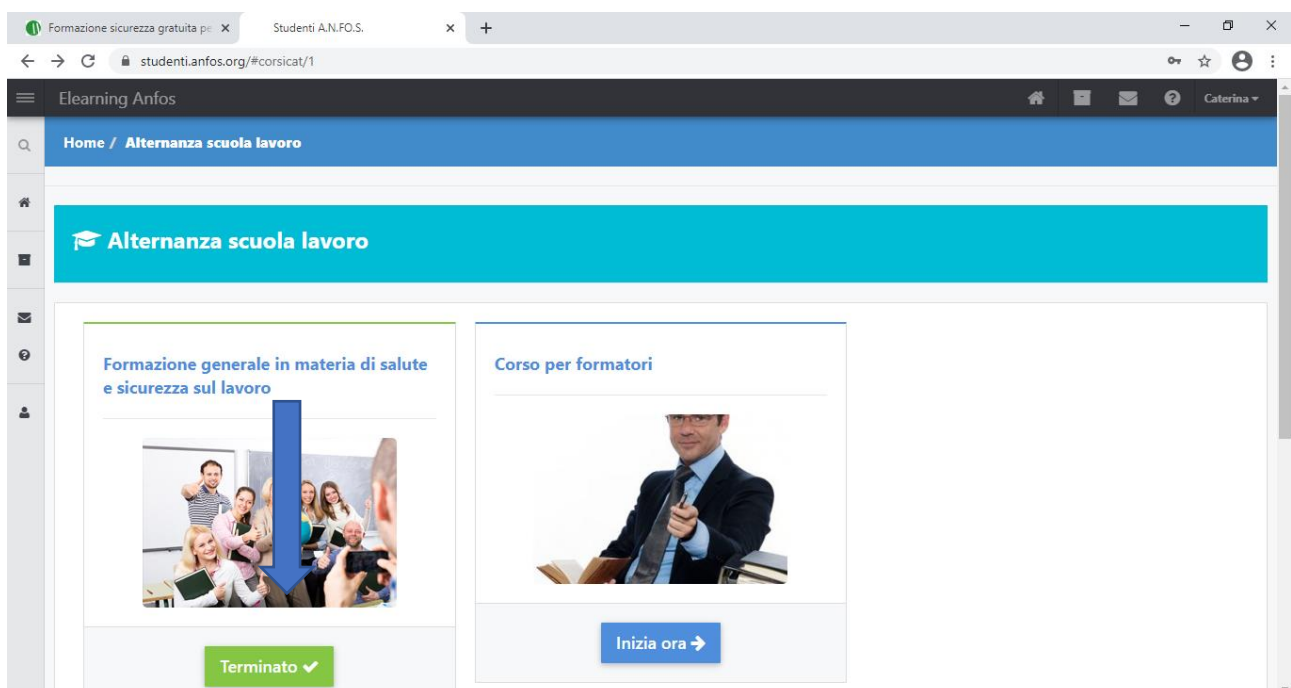 Formazione sicurezza gratuita pe
Studenti A.N.FO.S.
studenti.anfos.org/#corsicat/1
Elearning Anfos
Caterina
Home / Alternanza scuola lavoro
Alternanza scuola lavoro
Formazione generale in materia di salute
e sicurezza sul lavoro
Terminato
Corso per formatori
Inizia ora